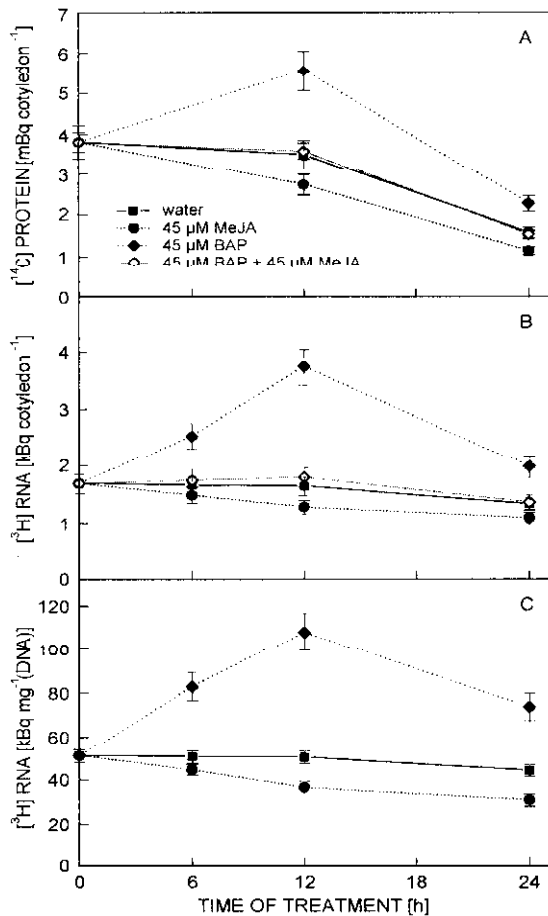 7
A
6
5
4
3
2
1
0
[¹⁴C] PROTEIN [mBq cotyledon⁻¹]
water
45 µM MeJA
45 µM BAP
45 µM BAP + 45 µM MeJA
B
4
3
2
1
0
[³H] RNA [kBq cotyledon⁻¹]
C
120
100
80
60
40
20
0
[³H] RNA [kBq mg⁻¹(DNA)]
0 6 12 18 24
TIME OF TREATMENT [h]